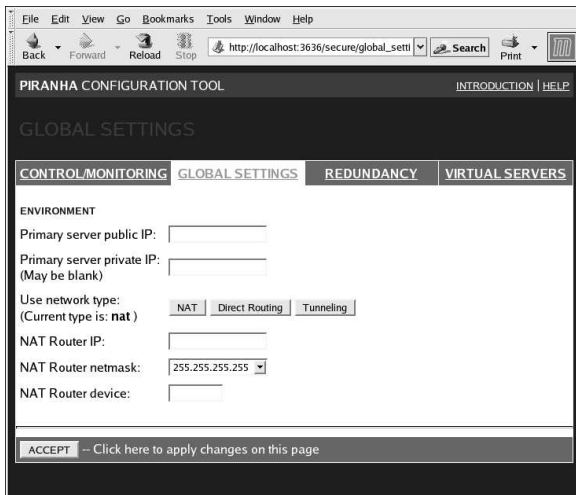 File Edit View Go Bookmarks Tools Window Help
Back Forward Reload Stop http://localhost:3636/secure/global_setti Search Print
PIRANHA CONFIGURATION TOOL INTRODUCTION | HELP
GLOBAL SETTINGS
CONTROL/MONITORING GLOBAL SETTINGS REDUNDANCY VIRTUAL SERVERS
ENVIRONMENT
Primary server public IP:
Primary server private IP:
(May be blank)
Use network type:
(Current type is: nat )
NAT Direct Routing Tunneling
NAT Router IP:
NAT Router netmask: 255.255.255.255
NAT Router device:
ACCEPT -- Click here to apply changes on this page